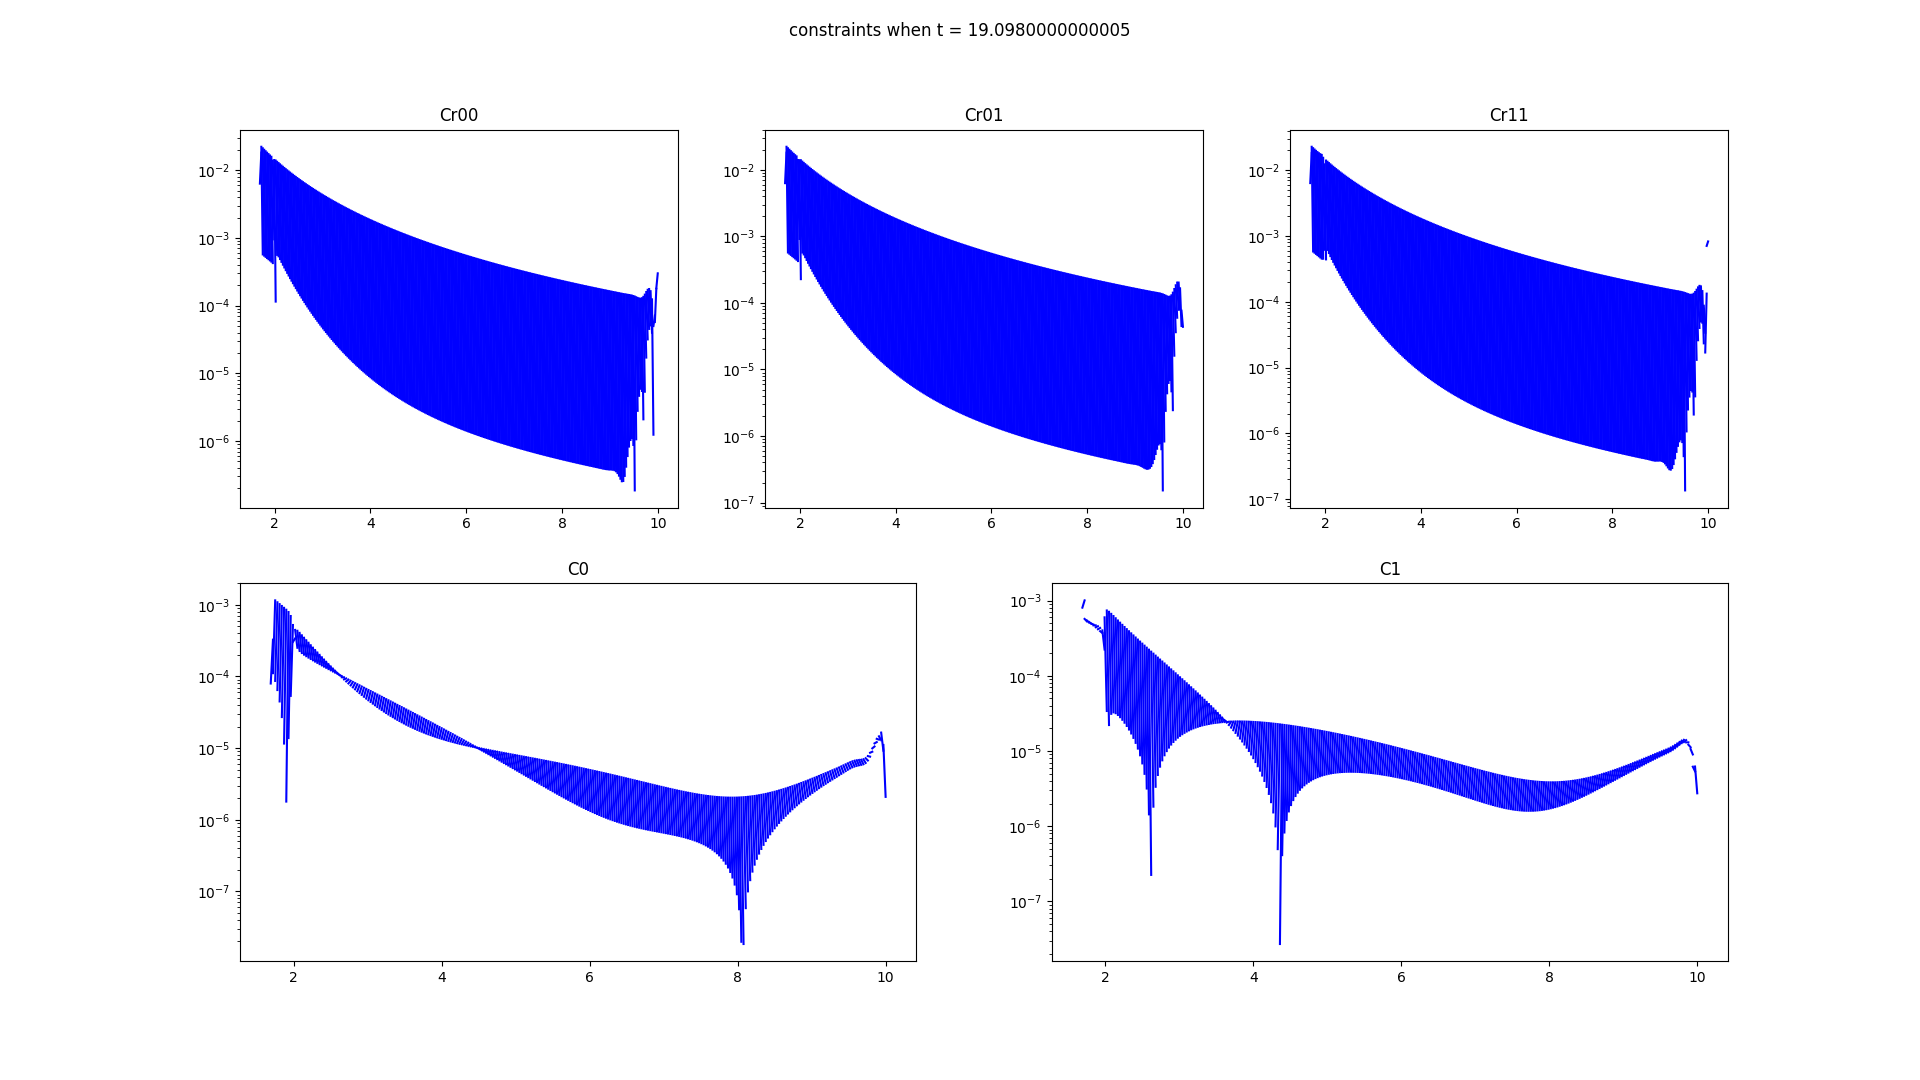 constraints when t = 19.0980000000005
Cr00 Cr01 Cr11
10⁻² 10⁻² 10⁻²
10⁻³ 10⁻³ 10⁻³
10⁻⁴ 10⁻⁴ 10⁻⁴
10⁻⁵ 10⁻⁵ 10⁻⁵
10⁻⁶ 10⁻⁶ 10⁻⁶
10⁻⁷ 10⁻⁷
2 4 6 8 10 2 4 6 8 10 2 4 6 8 10
C0 C1
10⁻³ 10⁻³
10⁻⁴ 10⁻⁴
10⁻⁵ 10⁻⁵
10⁻⁶ 10⁻⁶
10⁻⁷ 10⁻⁷
2 4 6 8 10 2 4 6 8 10